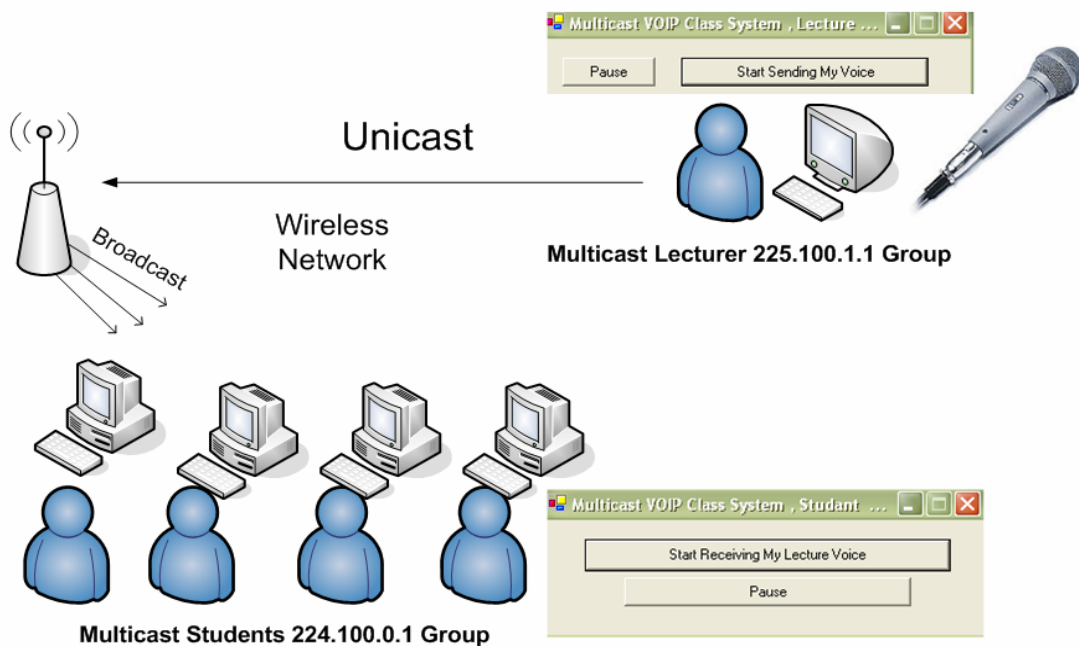 Multicast VOIP Class System , Lecture ...
Pause
Start Sending My Voice
Unicast
Wireless
Network
Broadcast
Multicast Lecturer 225.100.1.1 Group
Multicast VOIP Class System , Studant ...
Start Receiving My Lecture Voice
Pause
Multicast Students 224.100.0.1 Group